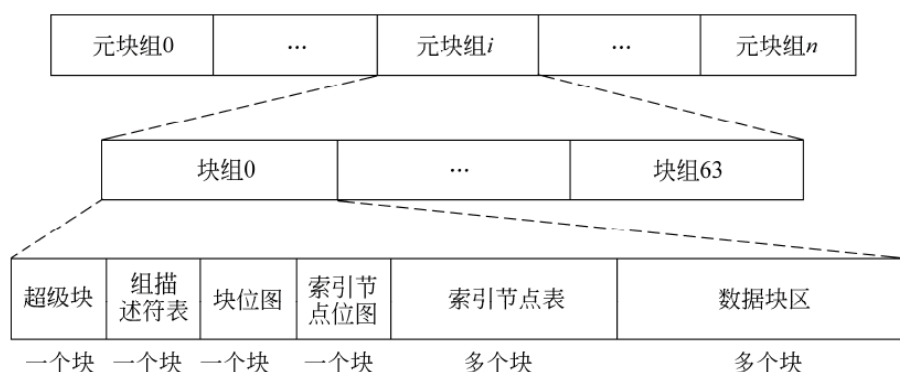 元块组0 … 元块组i … 元块组n
块组0 … 块组63
超级块 组描述符表 块位图 索引节点位图 索引节点表 数据块区
一个块 一个块 一个块 一个块 多个块 多个块